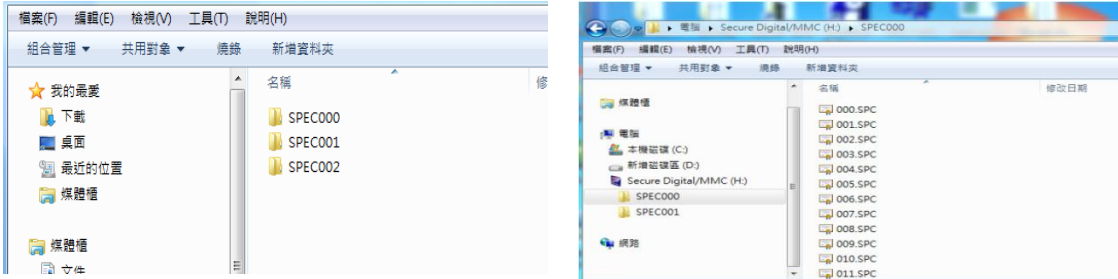 檔案(F) 編輯(E) 檢視(V) 工具(T) 說明(H)
組合管理 共用對象 燒錄 新增資料夾
名稱 修
我的最愛
下載
桌面
最近的位置
媒體櫃
媒體櫃
文件
SPEC000
SPEC001
SPEC002
電腦 Secure Digital/MMC (H:) SPEC000
檔案(F) 編輯(E) 檢視(V) 工具(T) 說明(H)
組合管理 共用對象 燒錄 新增資料夾
名稱 修改日期
媒體櫃
電腦
本機磁碟 (C:)
新增磁碟區 (D:)
Secure Digital/MMC (H:)
SPEC000
SPEC001
網路
000.SPC
001.SPC
002.SPC
003.SPC
004.SPC
005.SPC
006.SPC
007.SPC
008.SPC
009.SPC
010.SPC
011.SPC